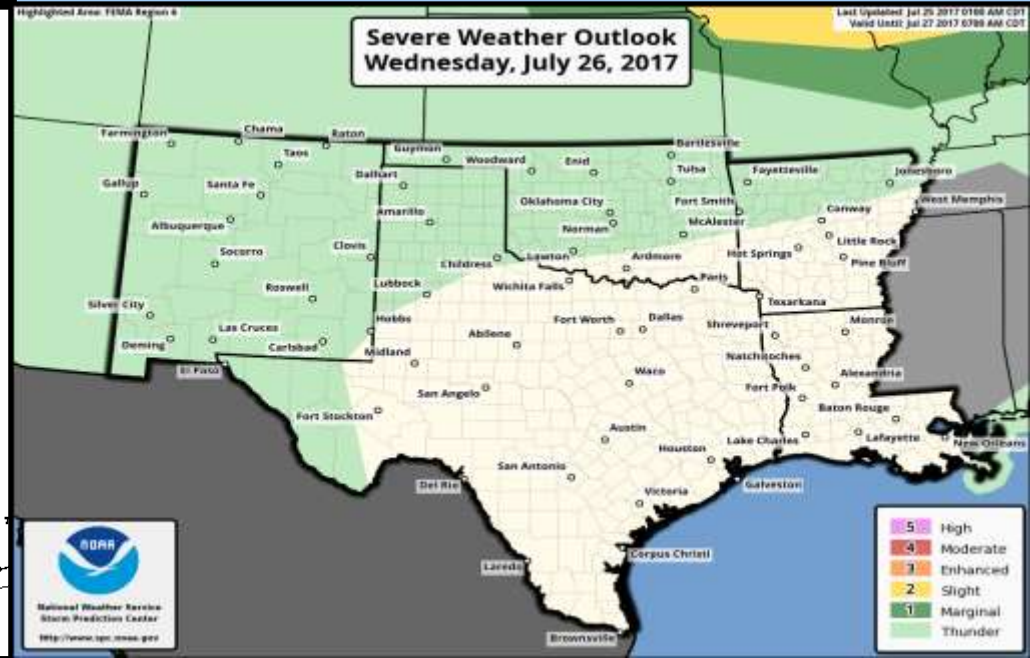 Highlighted Area: FEMA Region 6
Last Updated: Jul 25 2017 0100 AM CDT
Valid Until: Jul 27 2017 0700 AM CDT
Severe Weather Outlook
Wednesday, July 26, 2017
Farmington
Chama
Raton
Taos
Guymon
Woodward
Enid
Bartlesville
Gallup
Santa Fe
Dalhart
Tulsa
Fayetteville
Jonesboro
Albuquerque
Amarillo
Oklahoma City
Fort Smith
West Memphis
Norman
McAlester
Conway
Socorro
Clovis
Childress
Lawton
Ardmore
Hot Springs
Little Rock
Pine Bluff
Roswell
Lubbock
Wichita Falls
Paris
Texarkana
Silver City
Las Cruces
Hobbs
Abilene
Fort Worth
Dallas
Shreveport
Monroe
Deming
Carlsbad
Midland
Natchitoches
El Paso
San Angelo
Waco
Fort Polk
Alexandria
Fort Stockton
Baton Rouge
Austin
Houston
Lake Charles
Lafayette
New Orleans
San Antonio
Del Rio
Victoria
Galveston
Corpus Christi
Laredo
Brownsville
NOAA
National Weather Service
Storm Prediction Center
http://www.spc.noaa.gov
5 High
4 Moderate
3 Enhanced
2 Slight
1 Marginal
Thunder